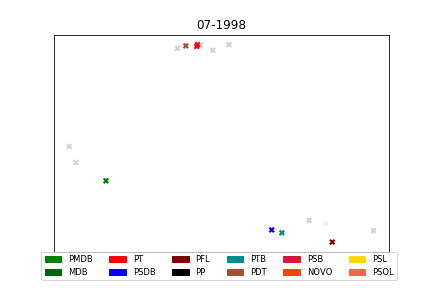 07-1998
PMDB PT PFL PTB PSB PSL
MDB PSDB PP PDT NOVO PSOL